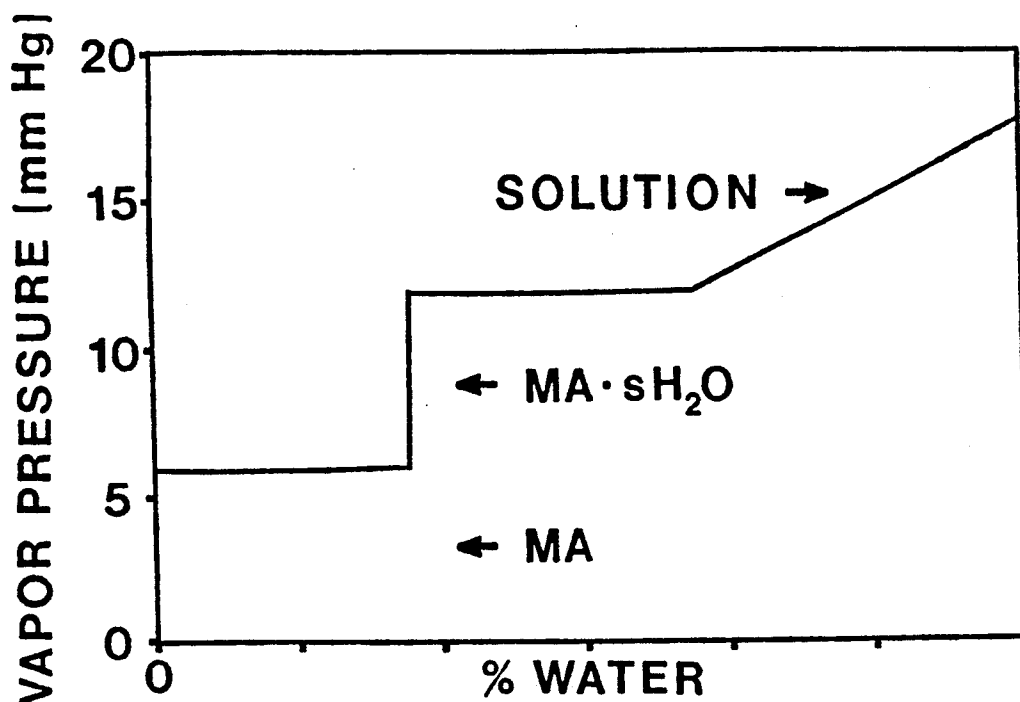 VAPOR PRESSURE [mm Hg]
20
15
10
5
0
SOLUTION →
← MA·sH₂O
← MA
0
% WATER